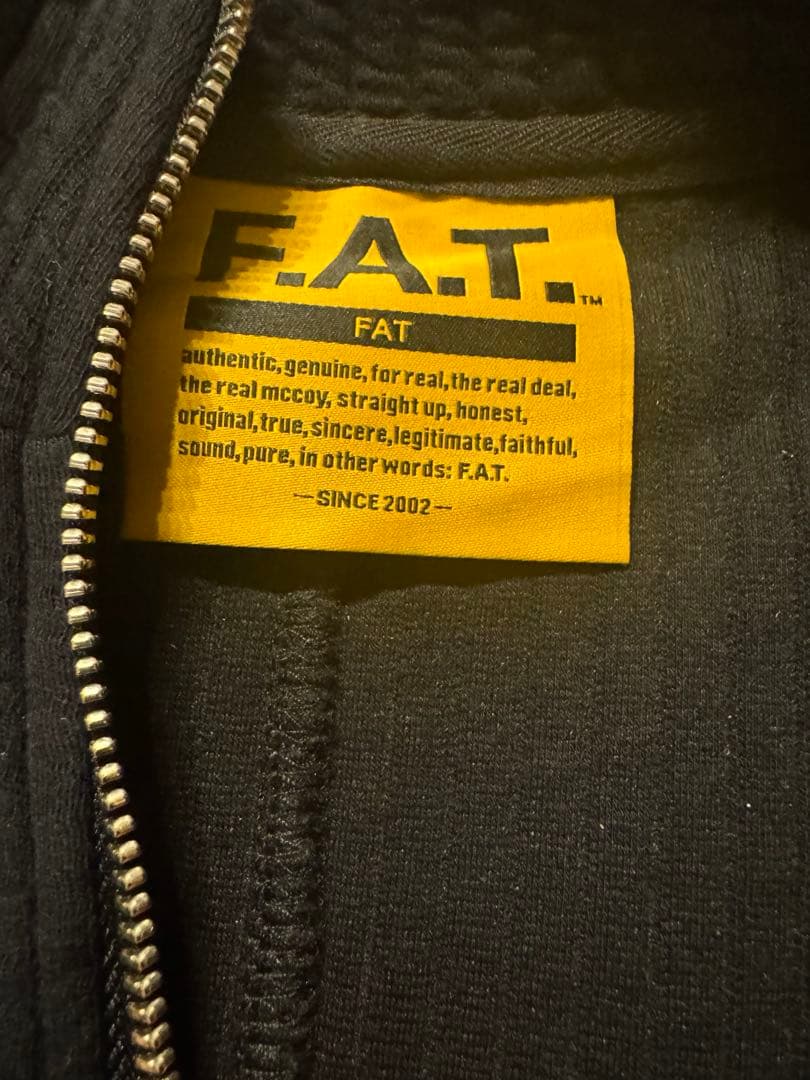 F.A.T.™
FAT
authentic,genuine, for real,the real deal,
the real mccoy, straight up, honest,
original,true,sincere,legitimate,faithful,
sound,pure, in other words: F.A.T.
—SINCE 2002—